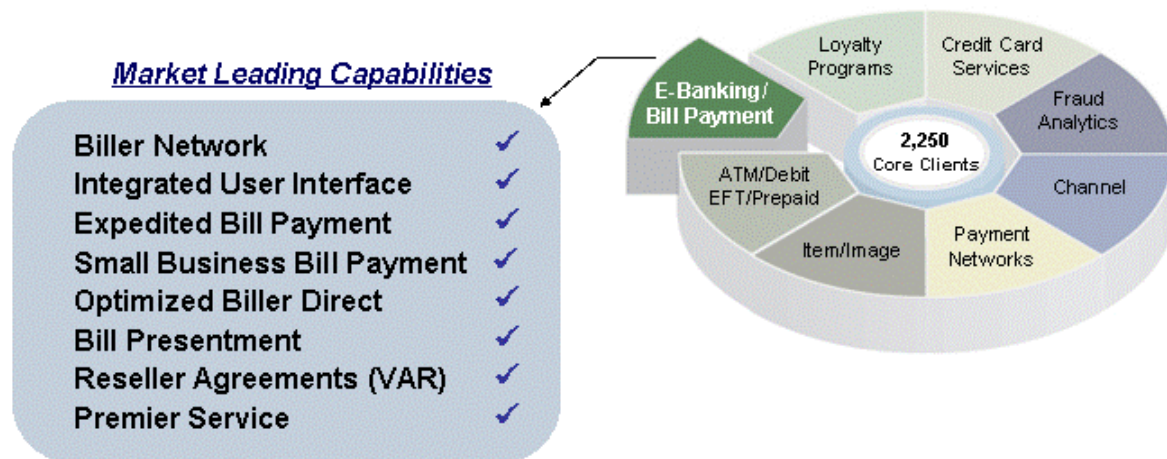 Market Leading Capabilities
Biller Network
Integrated User Interface
Expedited Bill Payment
Small Business Bill Payment
Optimized Biller Direct
Bill Presentment
Reseller Agreements (VAR)
Premier Service
E-Banking/
Bill Payment
Loyalty
Programs
Credit Card
Services
Fraud
Analytics
Channel
Payment
Networks
Item/Image
ATM/Debit
EFT/Prepaid
2,250
Core Clients